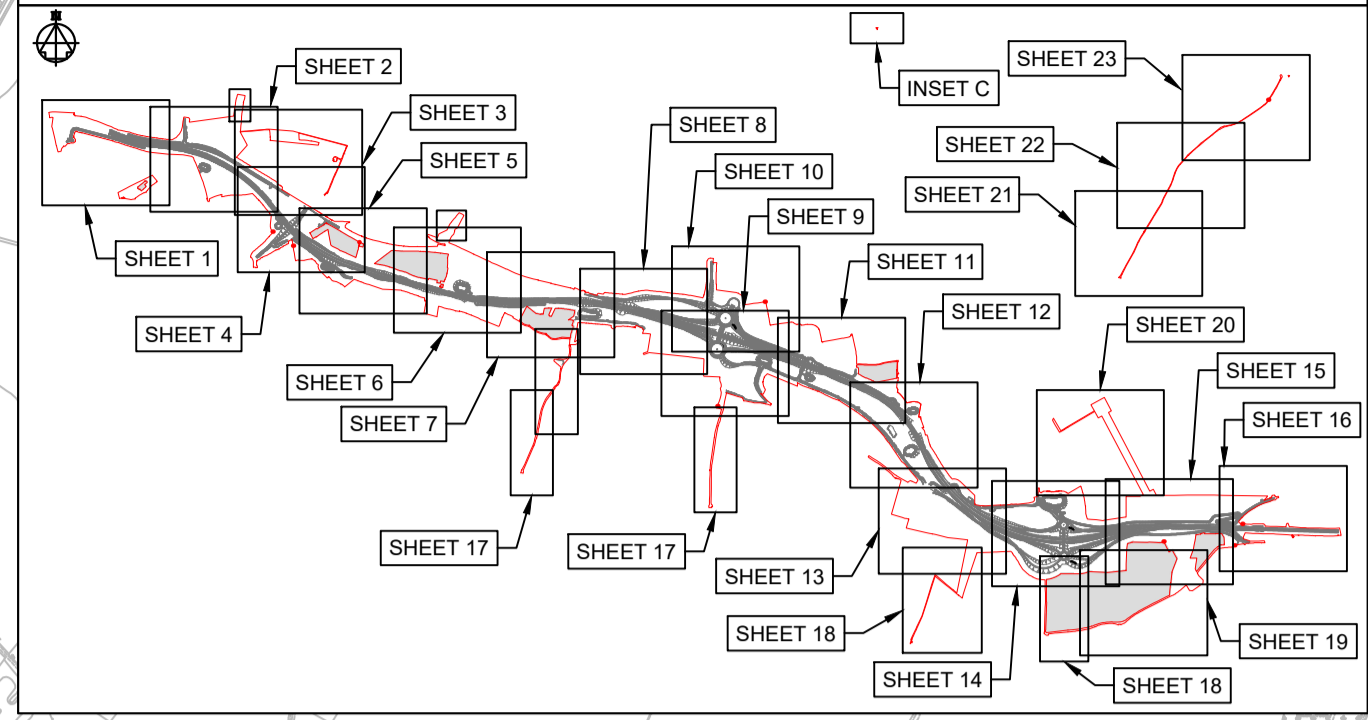 N
SHEET 2
INSET C
SHEET 23
SHEET 3
SHEET 8
SHEET 22
SHEET 5
SHEET 10
SHEET 21
SHEET 9
SHEET 1
SHEET 11
SHEET 12
SHEET 4
SHEET 20
SHEET 6
SHEET 15
SHEET 7
SHEET 16
SHEET 17
SHEET 17
SHEET 13
SHEET 18
SHEET 19
SHEET 14
SHEET 18